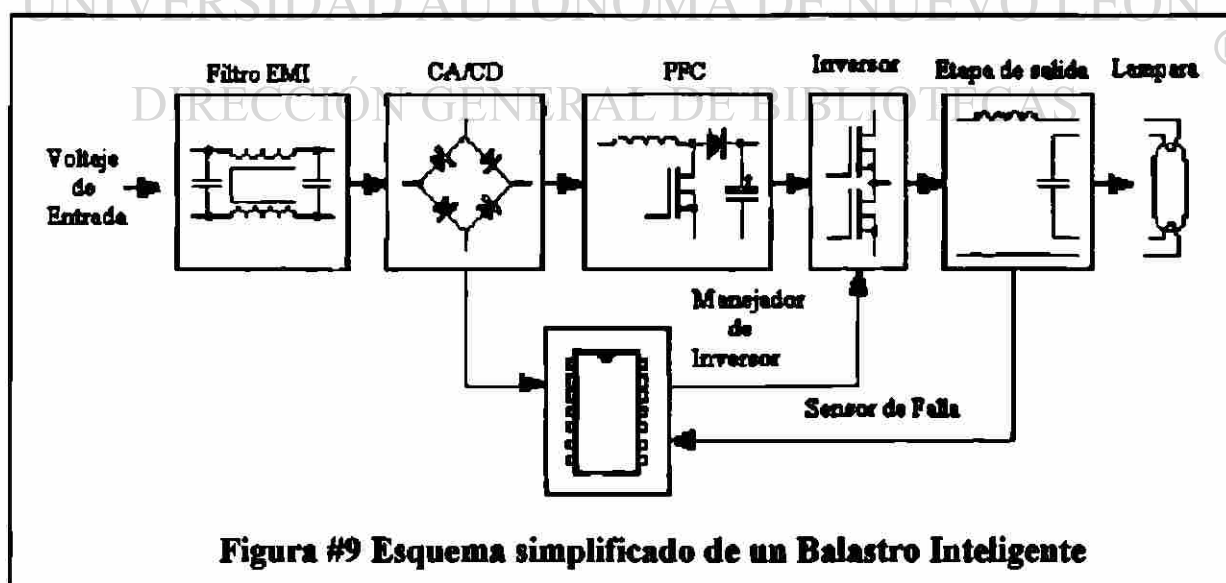 UNIVERSIDAD AUTÓNOMA DE NUEVO LEÓN
®
DIRECCIÓN GENERAL DE BIBLIOTECAS
Filtro EMI
CA/CD
PFC
Inversor
Etapa de salida
Lampara
Voltaje
de
Entrada
Manejador
de
Inversor
Sensor de Falla
Figura #9 Esquema simplificado de un Balastro Inteligente